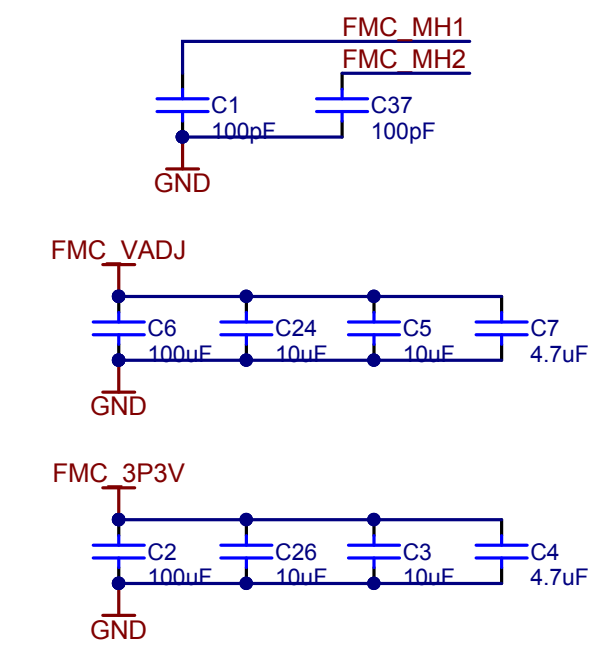 FMC_MH1
FMC_MH2
C1
100pF
C37
100pF
GND
FMC_VADJ
C6
100uF
C24
10uF
C5
10uF
C7
4.7uF
GND
FMC_3P3V
C2
100uF
C26
10uF
C3
10uF
C4
4.7uF
GND